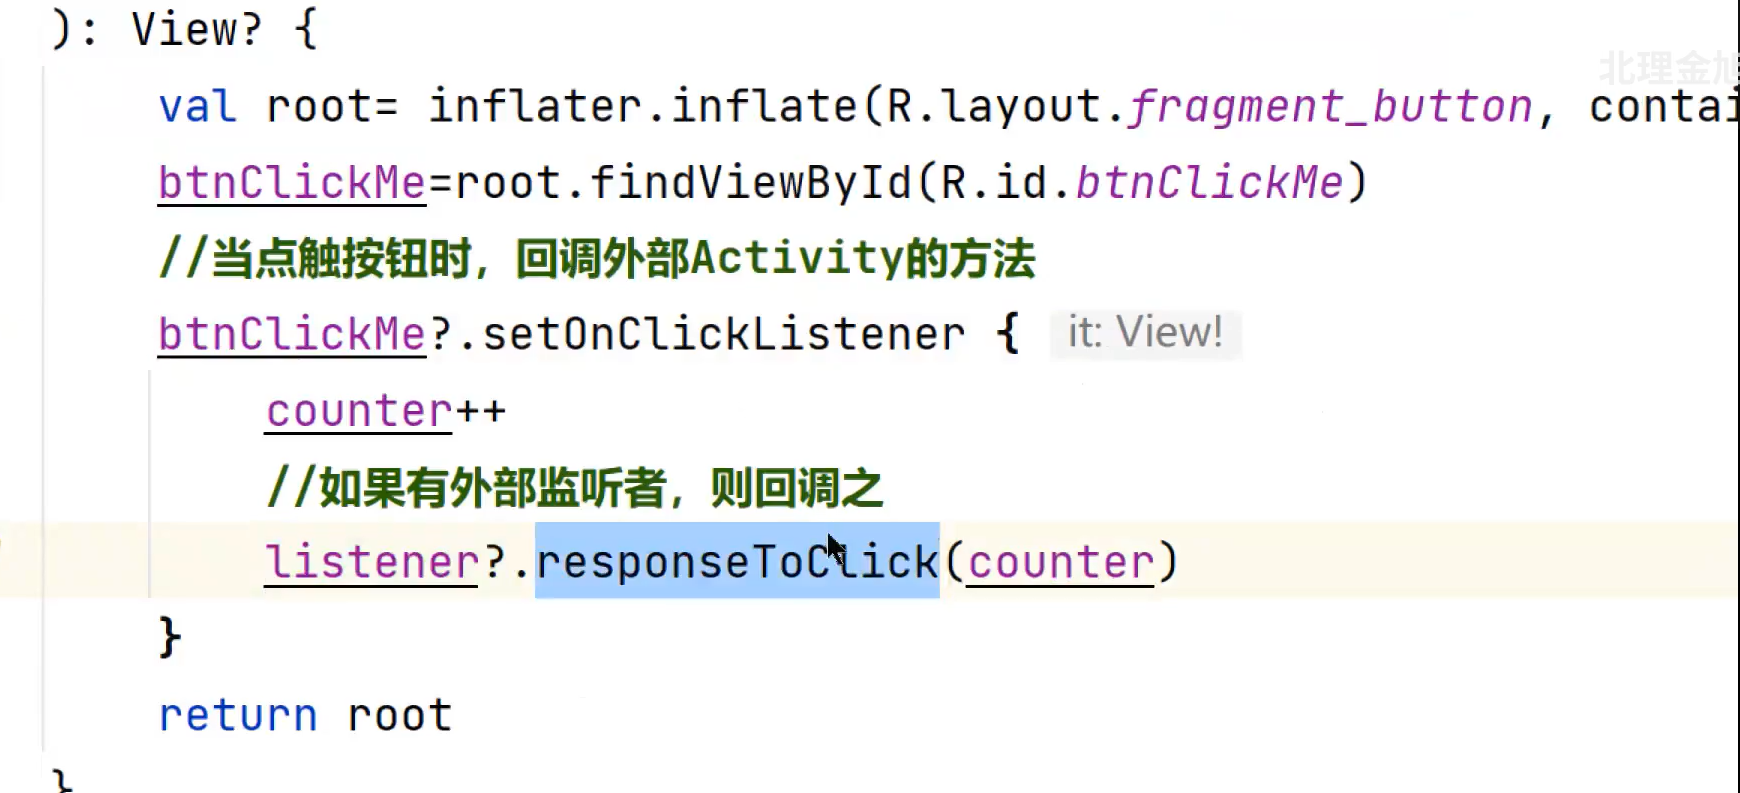 ): View? {
北理金旭
val root= inflater.inflate(R.layout.fragment_button, contai
btnClickMe=root.findViewById(R.id.btnClickMe)
//当点触按钮时，回调外部Activity的方法
btnClickMe?.setOnClickListener { it: View!
counter++
//如果有外部监听者，则回调之
listener?.responseToClick(counter)
}
return root
}